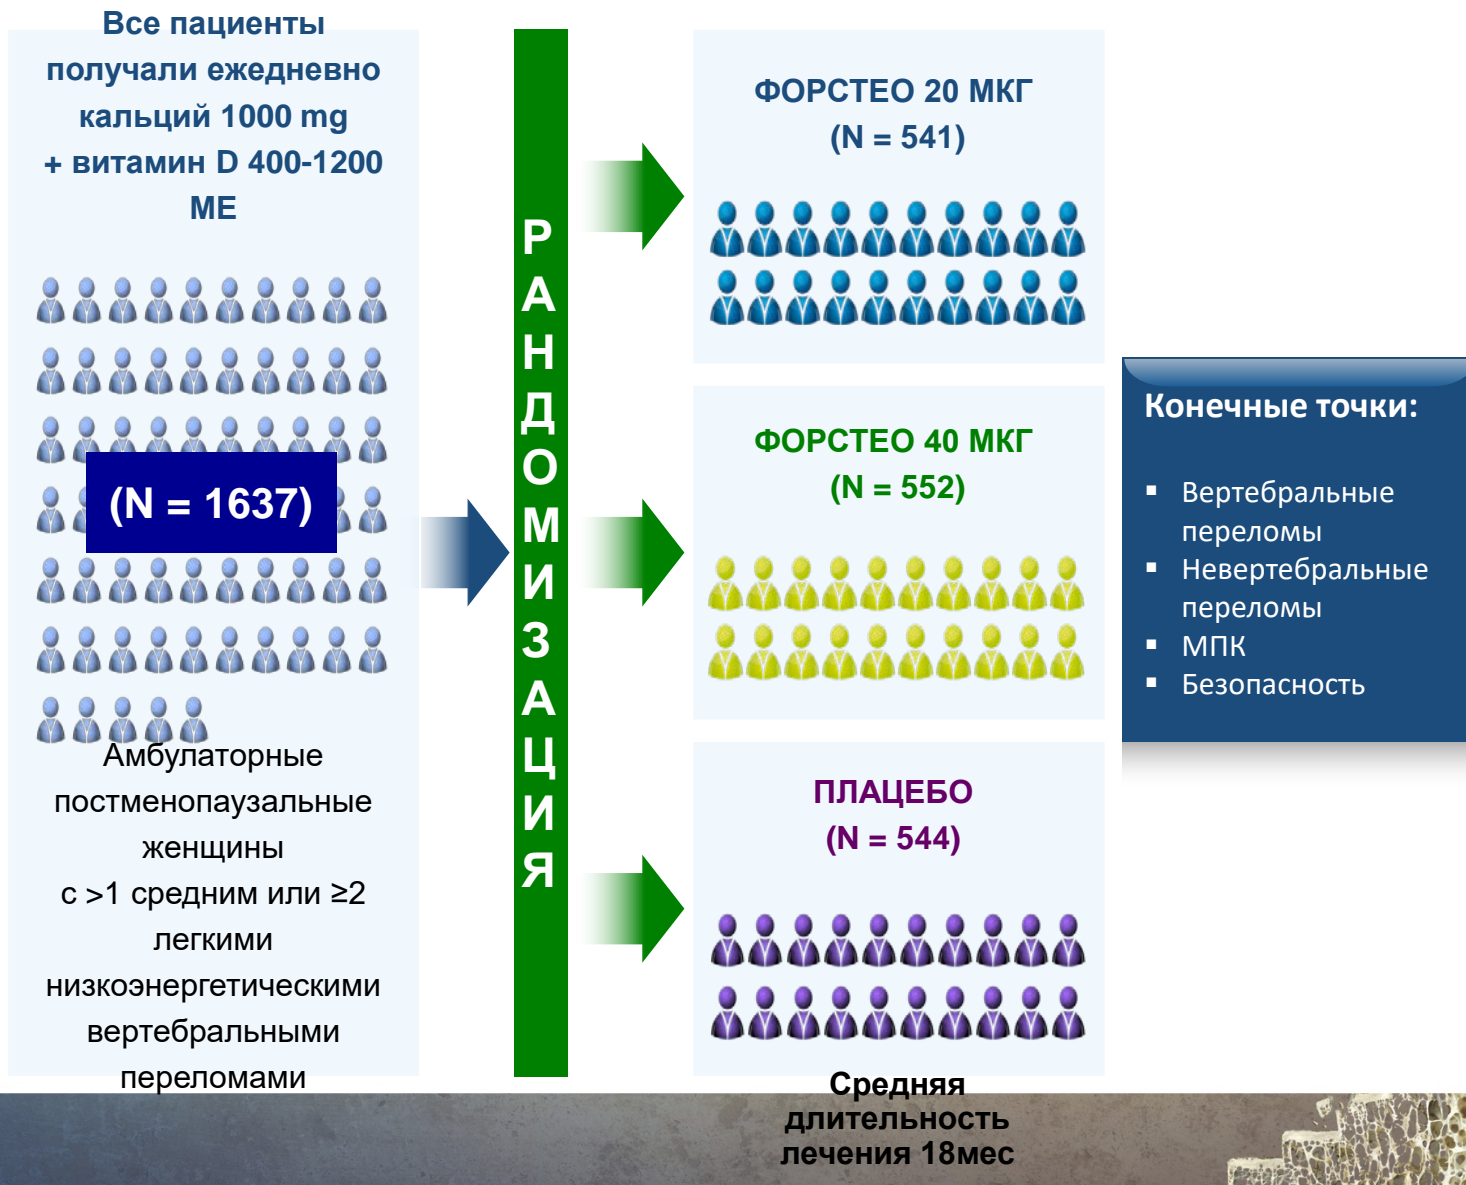 Все пациенты
получали ежедневно
кальций 1000 mg
+ витамин D 400-1200
МЕ
(N = 1637)
Амбулаторные
постменопаузальные
женщины
с >1 средним или ≥2
легкими
низкоэнергетическими
вертебральными
переломами
РАНДОМИЗАЦИЯ
ФОРСТЕО 20 МКГ
(N = 541)
ФОРСТЕО 40 МКГ
(N = 552)
ПЛАЦЕБО
(N = 544)
Средняя
длительность
лечения 18мес
Конечные точки:
▪ Вертебральные
переломы
▪ Невертебральные
переломы
▪ МПК
▪ Безопасность